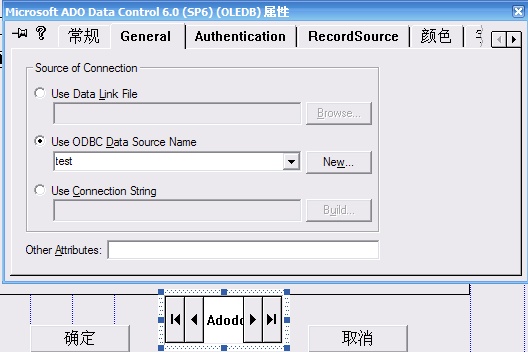 Microsoft ADO Data Control 6.0 (SP6) (OLEDB) 属性
常规 General Authentication RecordSource 颜色
Source of Connection
Use Data Link File
Browse...
Use ODBC Data Source Name
test New...
Use Connection String
Build...
Other Attributes:
Adodc
确定 取消